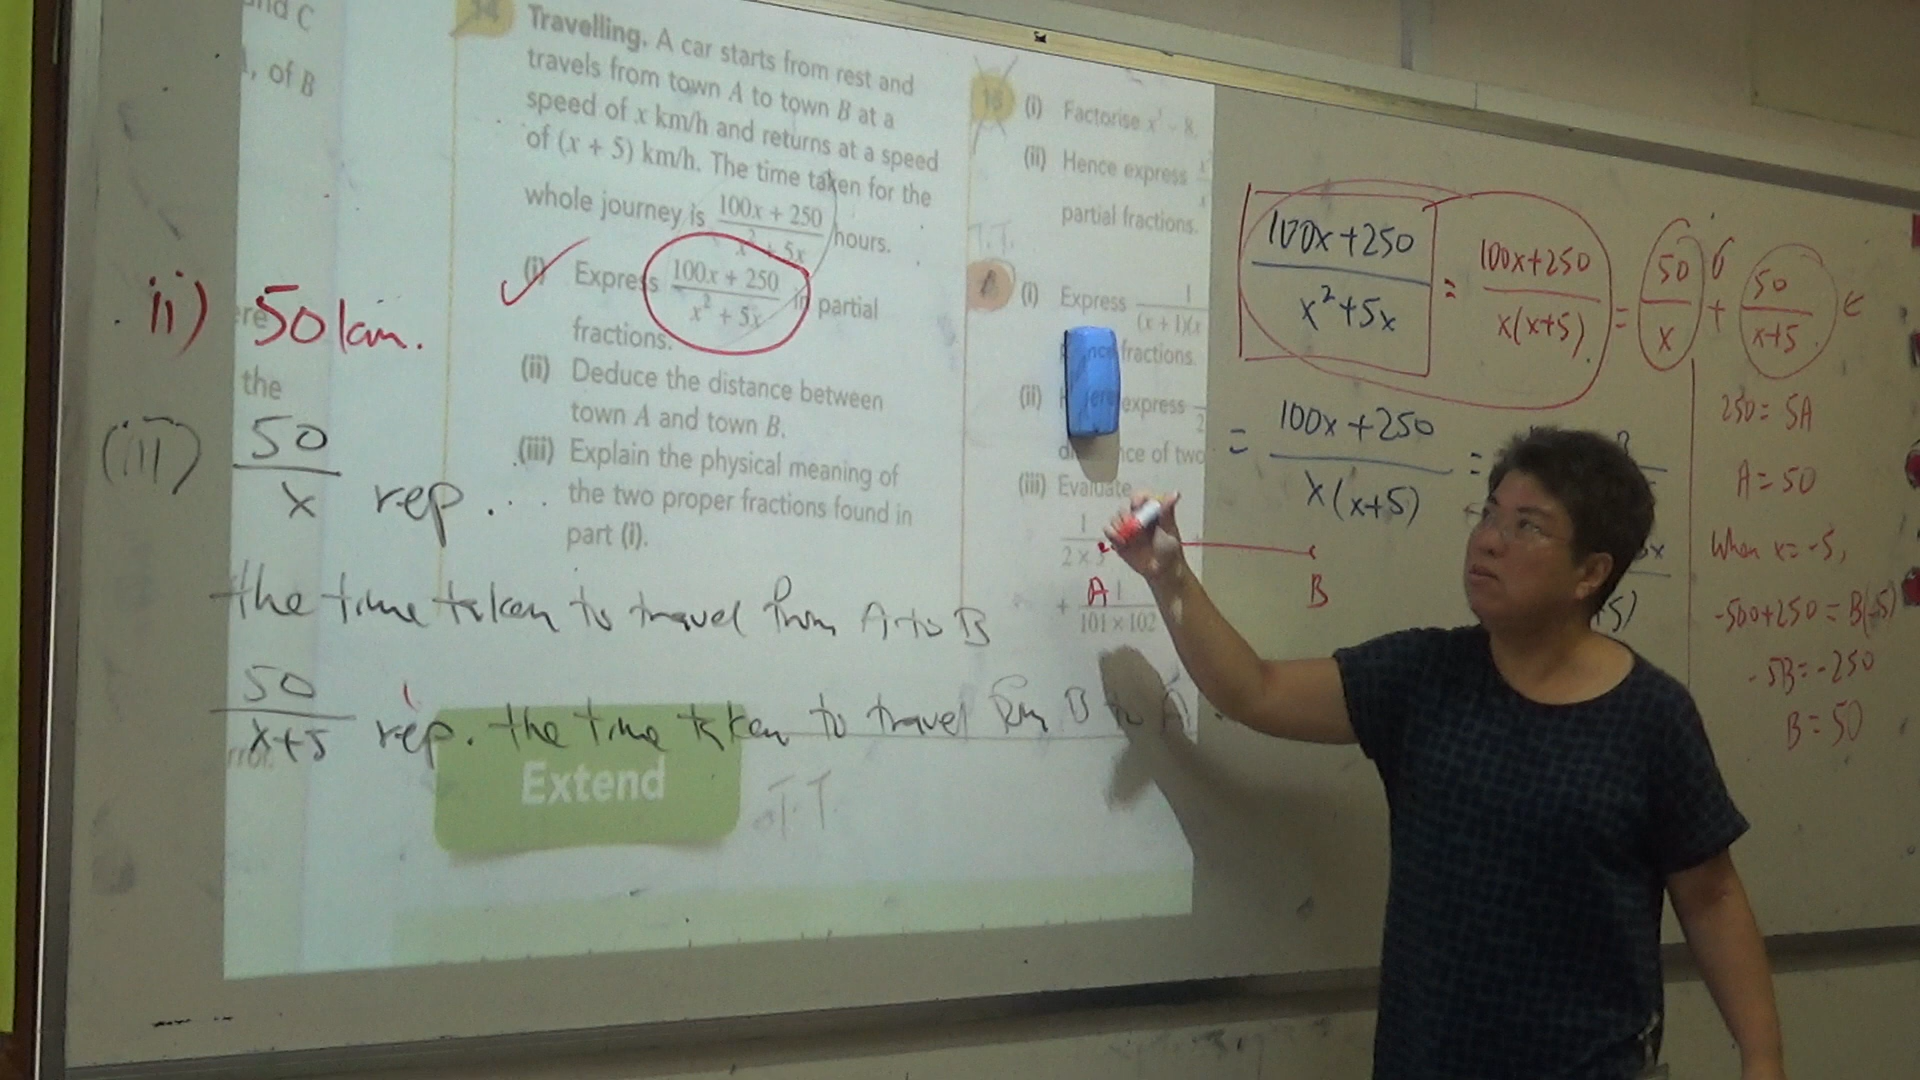 and C
, of B
the
14 Travelling. A car starts from rest and
travels from town A to town B at a
speed of x km/h and returns at a speed
of (x + 5) km/h. The time taken for the
whole journey is (100x + 250)/(x² + 5x) hours.
(i) Express (100x + 250)/(x² + 5x) in partial
fractions.
(ii) Deduce the distance between
town A and town B.
(iii) Explain the physical meaning of
the two proper fractions found in
part (i).
Extend
T.T.
ii) 50km.
(iii) 50/x rep...
the time taken to travel from A to B
50/(x+5) rep. the time taken to travel from B to A.
(i) Factorise x³ - 8.
(ii) Hence express
partial fractions.
T.T.
(i) Express 1/(x + 1)(x
fractions.
(ii) express
ce of two
(iii) Evaluate
1/2 ×
+ 1/(101 × 102
A B
(100x+250)/(x²+5x) = (100x+250)/(x(x+5)) = 50/x + 50/(x+5)
= (100x+250)/(x(x+5)) =
250 = 5A
A = 50
When x = -5,
-500+250 = B(-5)
-5B = -250
B = 50